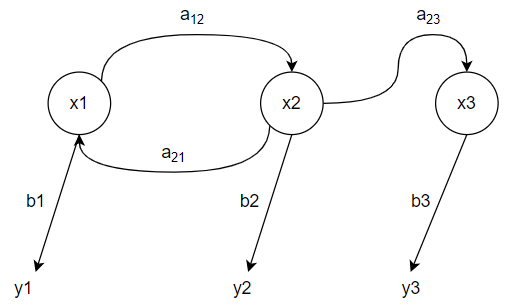 a₁₂ a₂₃
x1 x2 x3
a₂₁
b1 b2 b3
y1 y2 y3